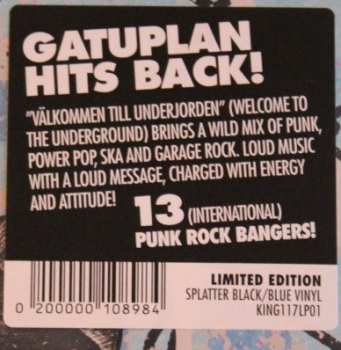 GATUPLAN
HITS BACK!
"VÄLKOMMEN TILL UNDERJORDEN" (WELCOME TO
THE UNDERGROUND) BRINGS A WILD MIX OF PUNK,
POWER POP, SKA AND GARAGE ROCK. LOUD MUSIC
WITH A LOUD MESSAGE, CHARGED WITH ENERGY
AND ATTITUDE!
13 (INTERNATIONAL)
PUNK ROCK BANGERS!
LIMITED EDITION
SPLATTER BLACK/BLUE VINYL
KING117LP01
0 200000 108984